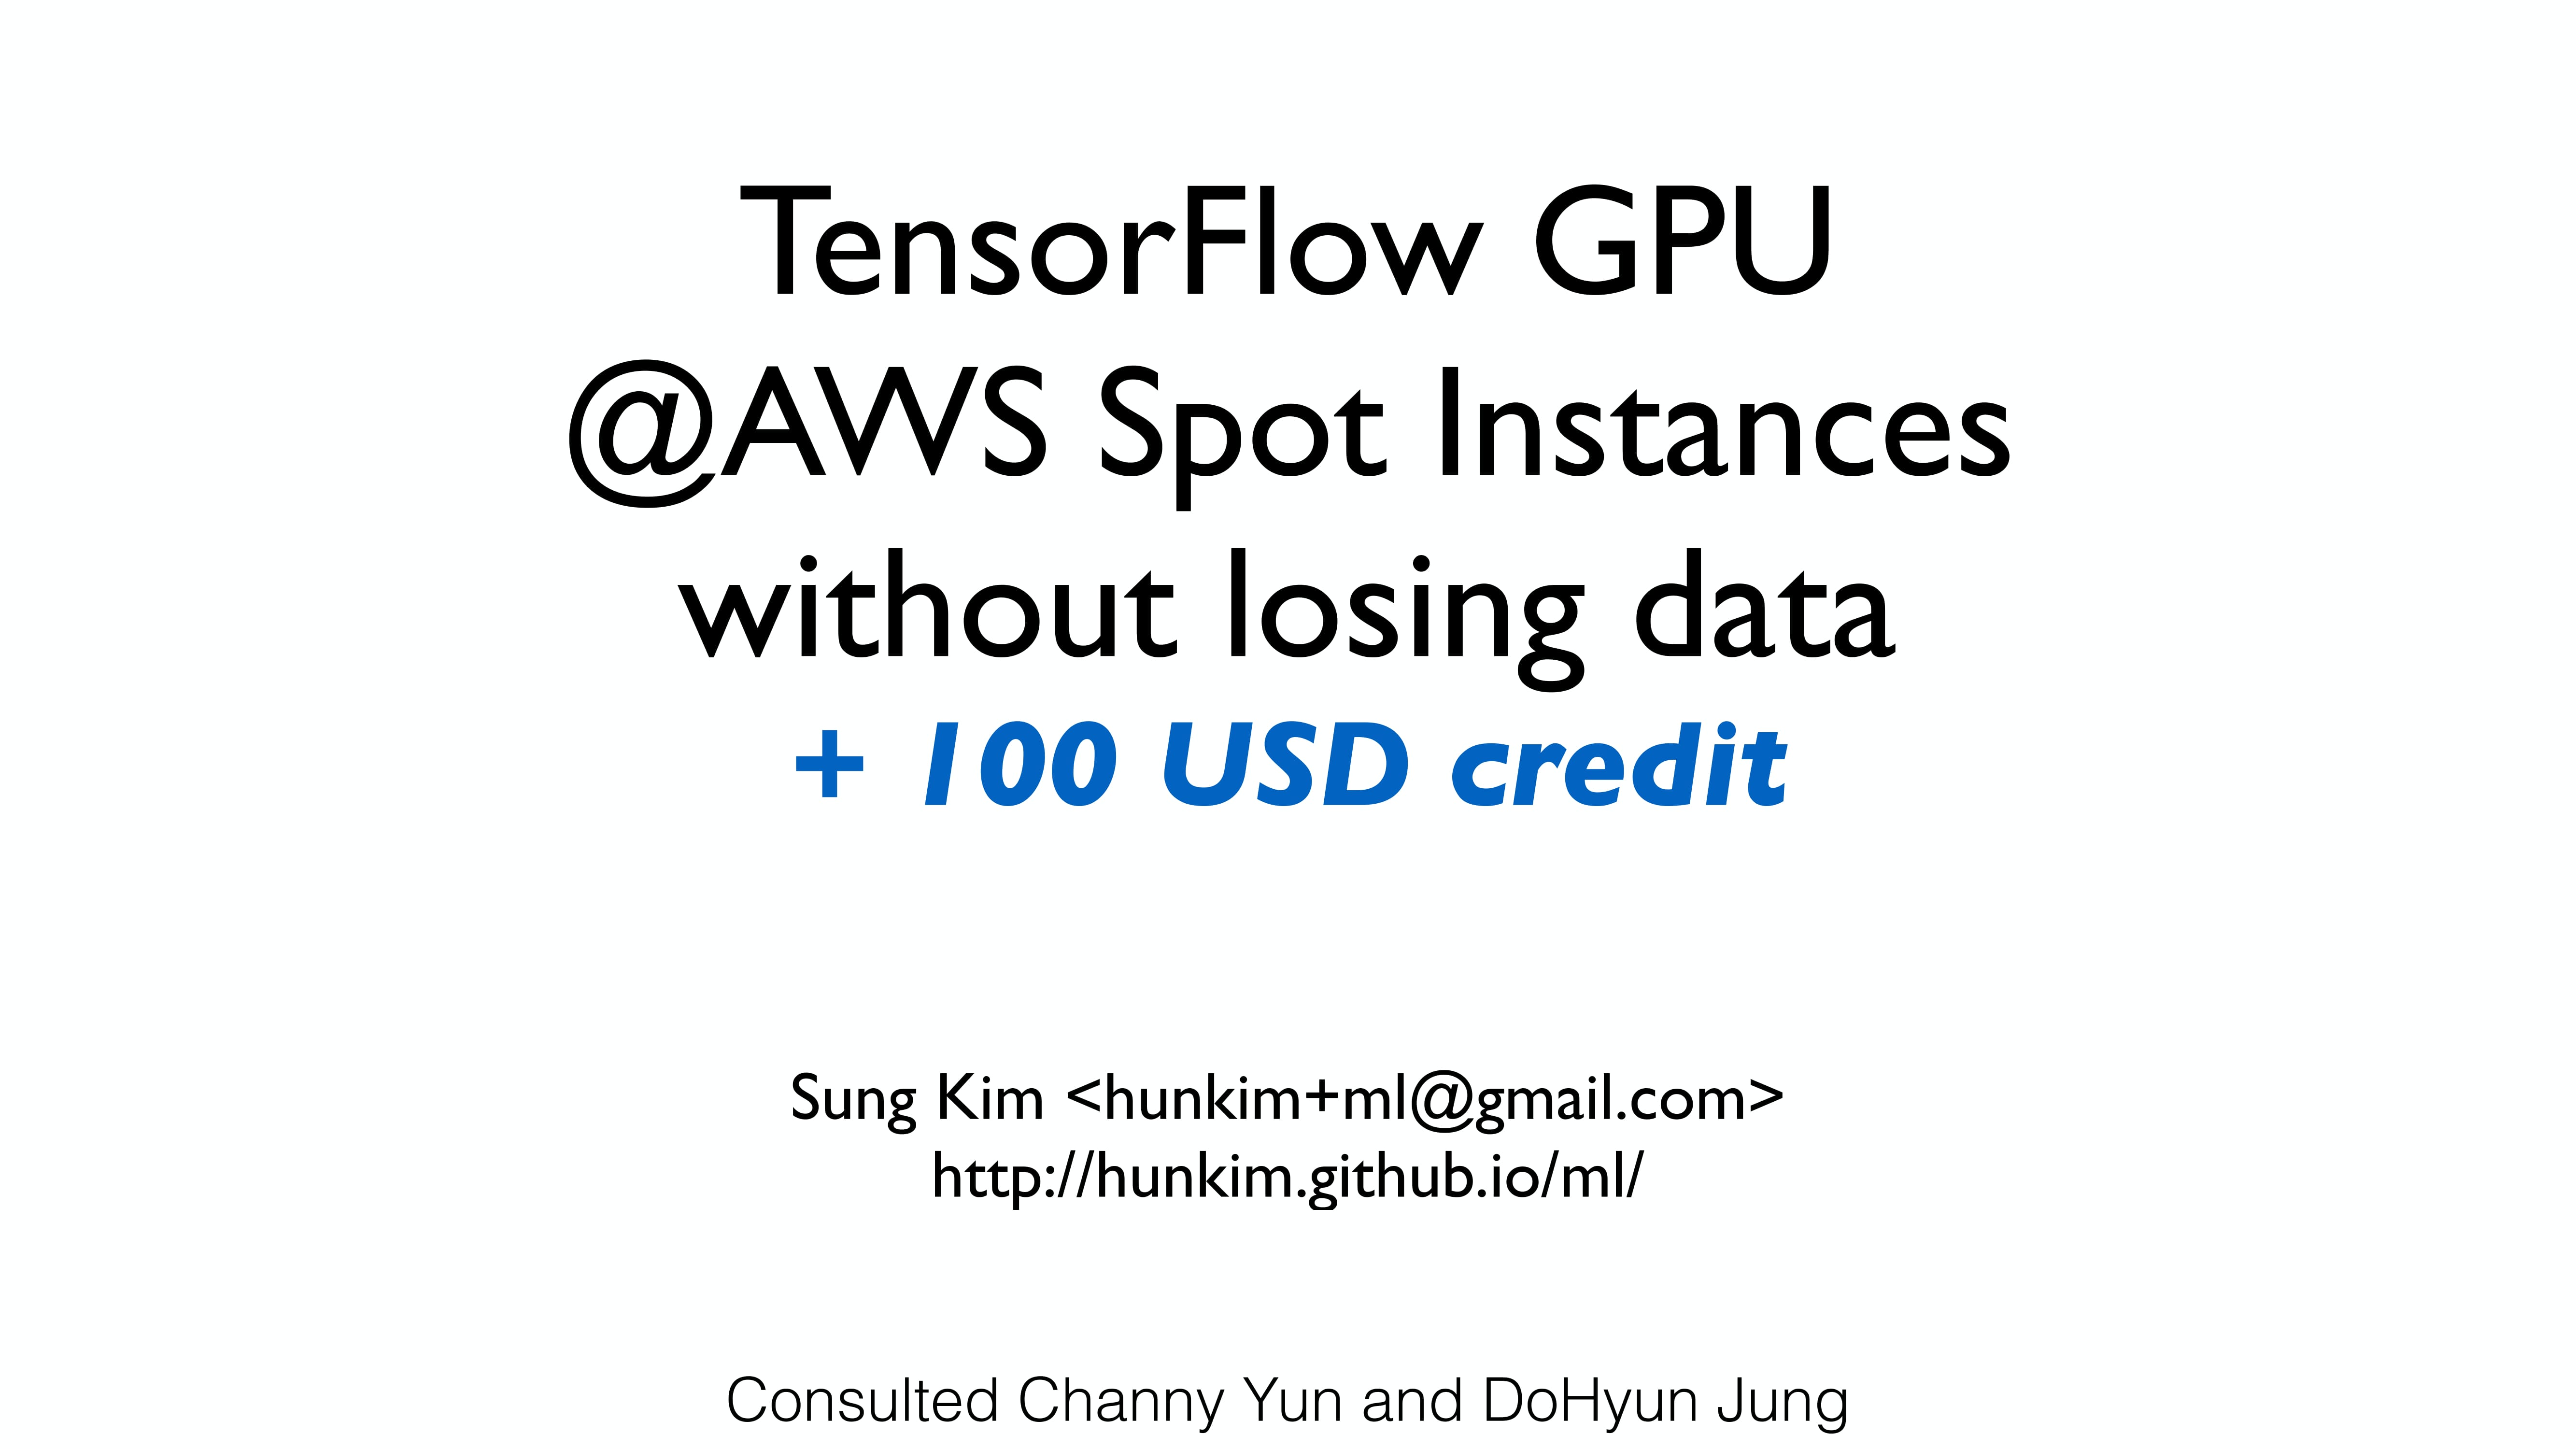 TensorFlow GPU
@AWS Spot Instances
without losing data
+ 100 USD credit
Sung Kim <hunkim+ml@gmail.com>
http://hunkim.github.io/ml/
Consulted Channy Yun and DoHyun Jung